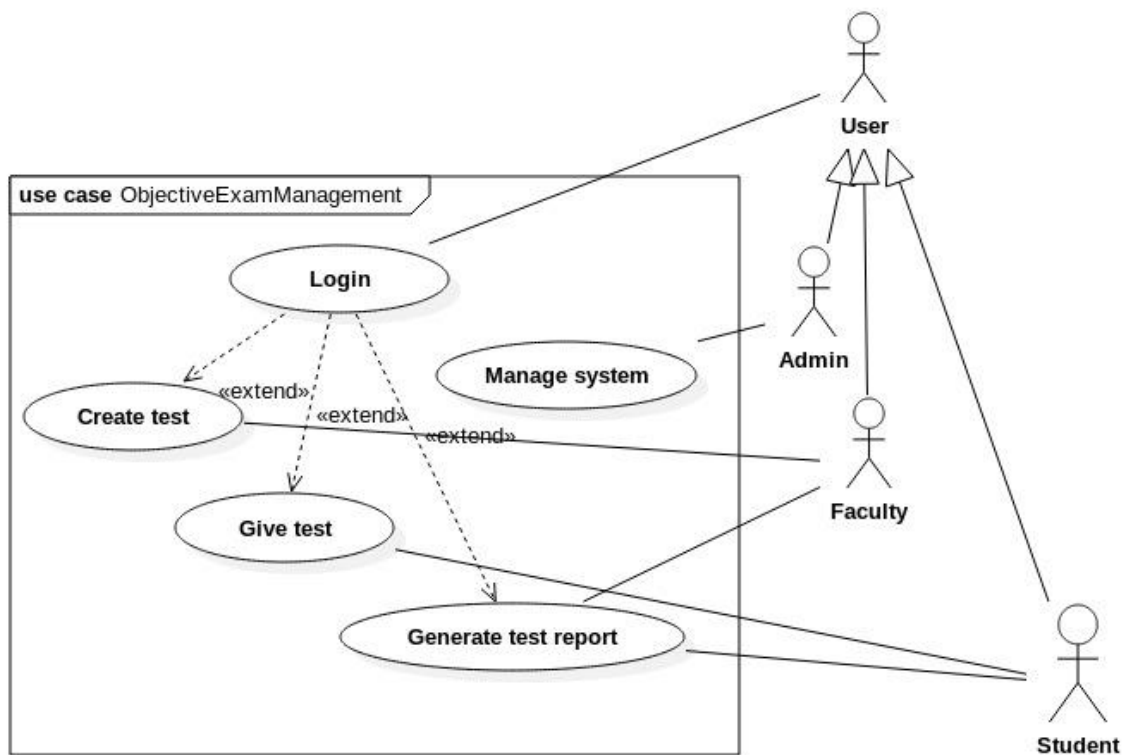 User
use case ObjectiveExamManagement
Login
Admin
Manage system
Create test
«extend»
«extend»
«extend»
Faculty
Give test
Generate test report
Student